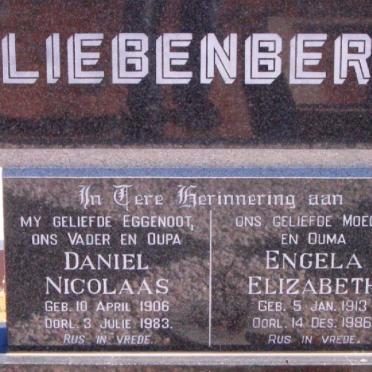 LIEBENBER
In Tere Herinnering aan
MY GELIEFDE EGGENOOT,
ONS VADER EN OUPA
DANIEL
NICOLAAS
GEB. 10 APRIL 1906
OORL. 3 JULIE 1983.
RUS IN VREDE.
ONS GELIEFDE MOE
EN OUMA
ENGELA
ELIZABETH
GEB. 5 JAN. 1913
OORL. 14 DES. 1986
RUS IN VREDE.